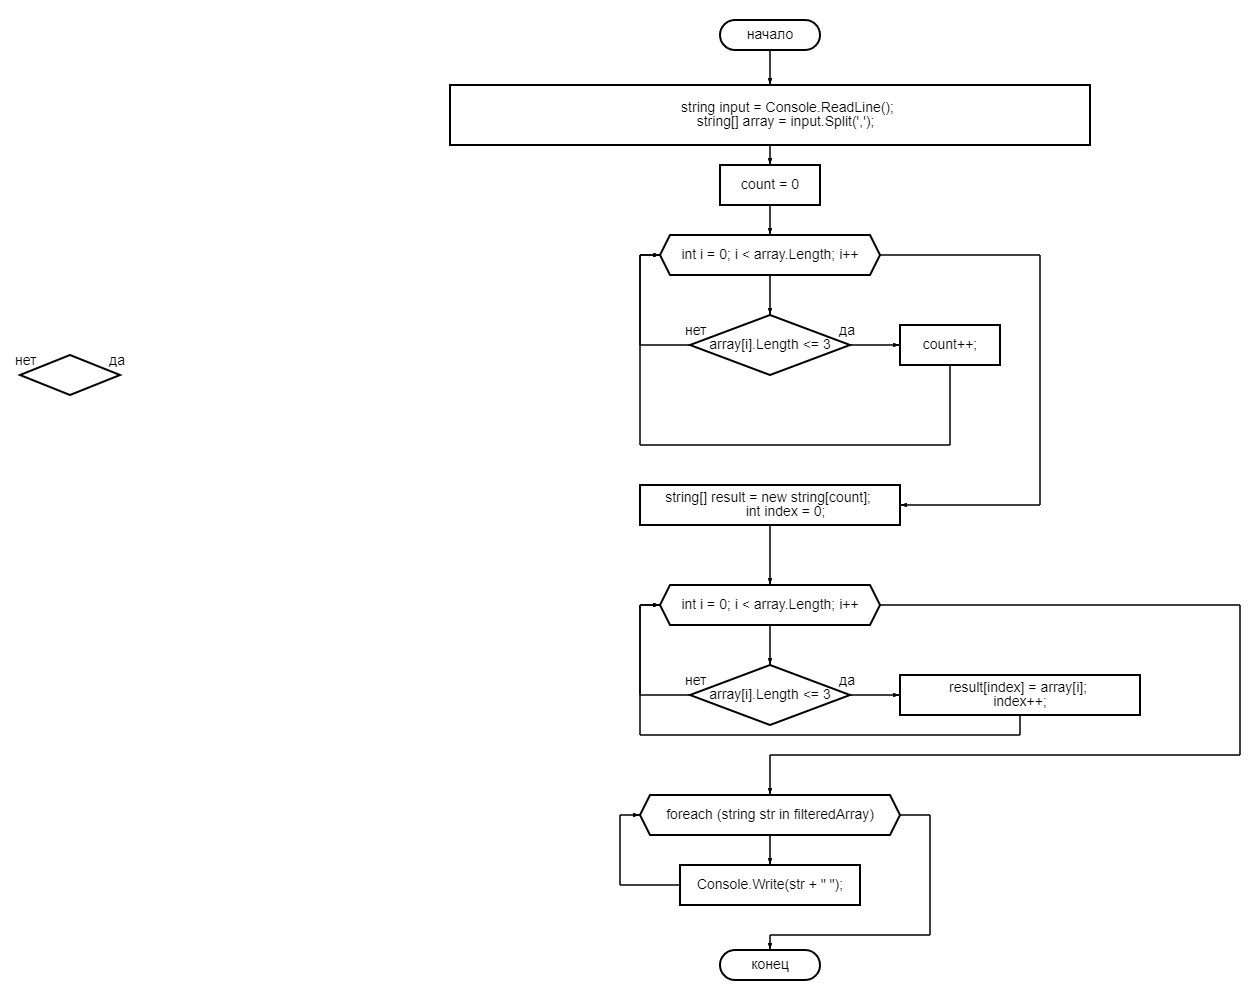 начало
string input = Console.ReadLine();
string[] array = input.Split(',');
count = 0
int i = 0; i < array.Length; i++
нет
да
array[i].Length <= 3
count++;
нет
да
string[] result = new string[count];
int index = 0;
int i = 0; i < array.Length; i++
нет
да
array[i].Length <= 3
result[index] = array[i];
index++;
foreach (string str in filteredArray)
Console.Write(str + " ");
конец